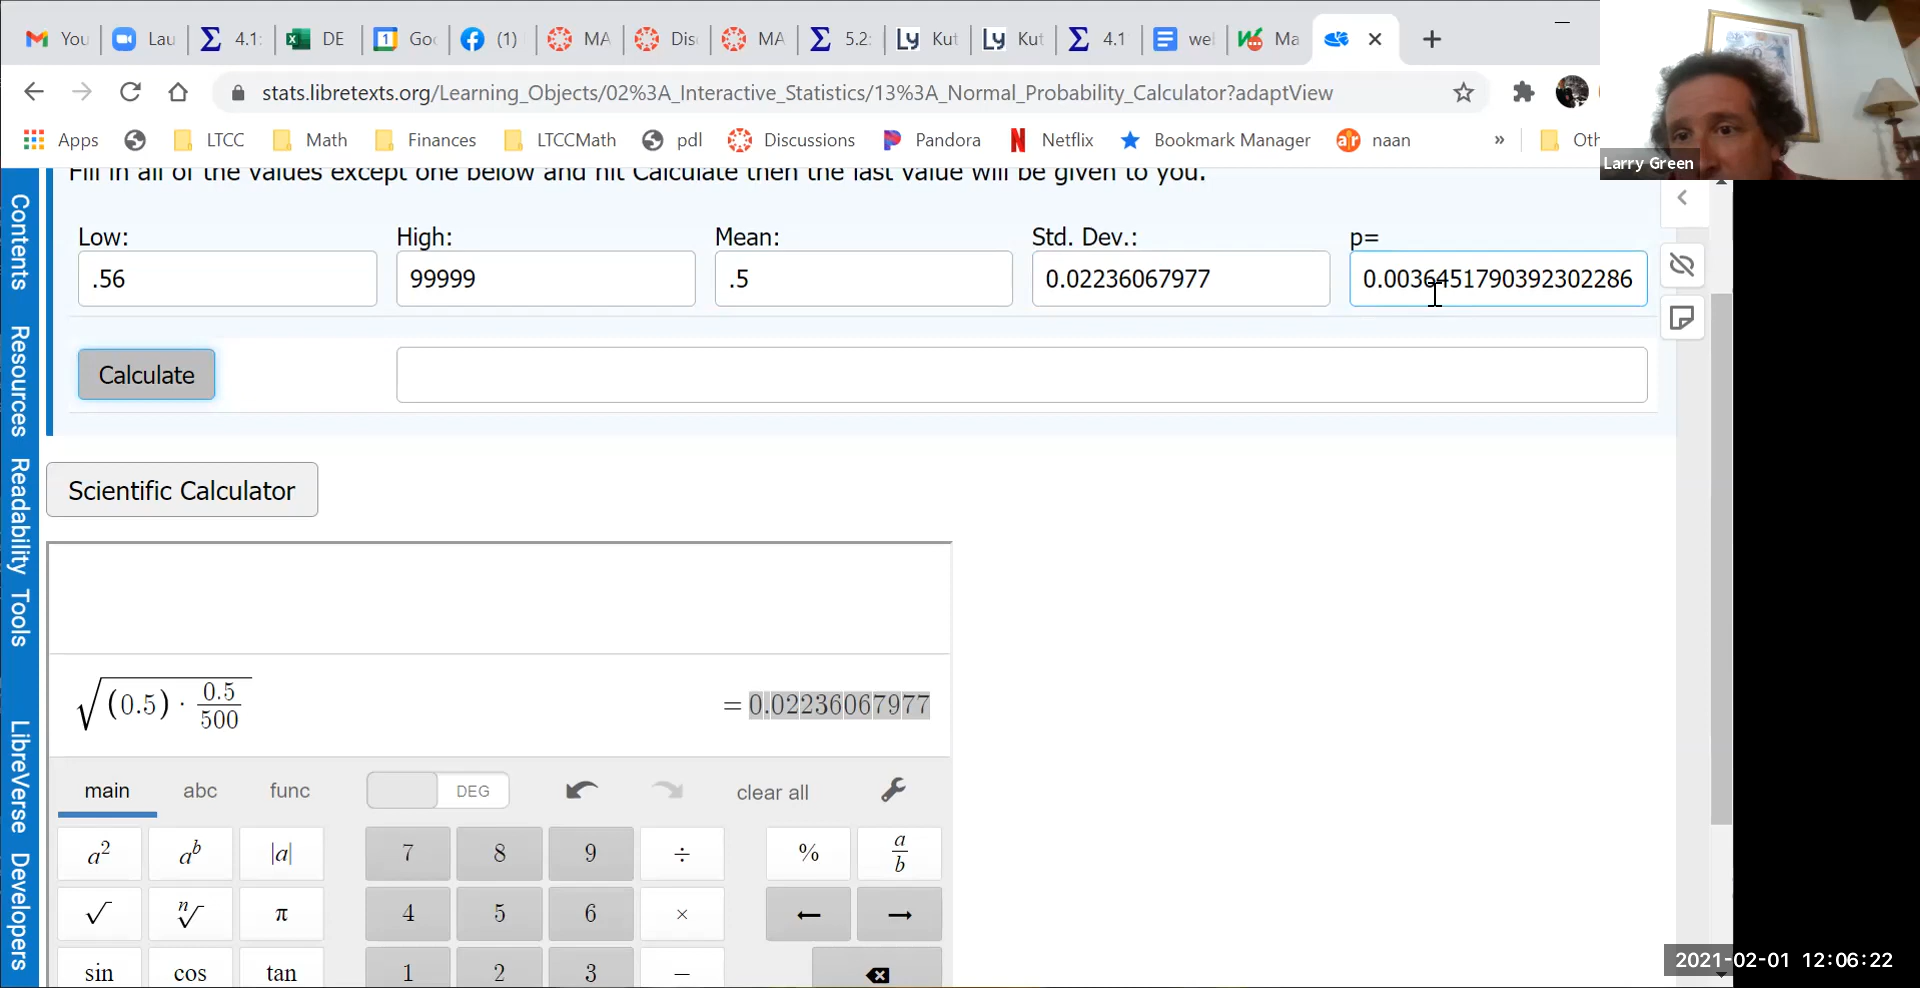 You Lau 4.1: DE Goo (1) MA Dis MA 5.2: Kut Kut 4.1 we Ma
stats.libretexts.org/Learning_Objects/02%3A_Interactive_Statistics/13%3A_Normal_Probability_Calculator?adaptView
Apps LTCC Math Finances LTCCMath pdl Discussions Pandora Netflix Bookmark Manager naan » Oth
Larry Green
Fill in all of the values except one below and hit Calculate then the last value will be given to you.
Low: High: Mean: Std. Dev.: p=
.56 99999 .5 0.02236067977 0.0036451790392302286
Calculate
Scientific Calculator
√(0.5) · 0.5/500 = 0.02236067977
main abc func DEG clear all
a² aᵇ |a| 7 8 9 ÷ % a/b
√ ⁿ√ π 4 5 6 × ← →
sin cos tan 1 2 3 −
Contents
Resources
Readability
Tools
LibreVerse
Developers
2021-02-01 12:06:22